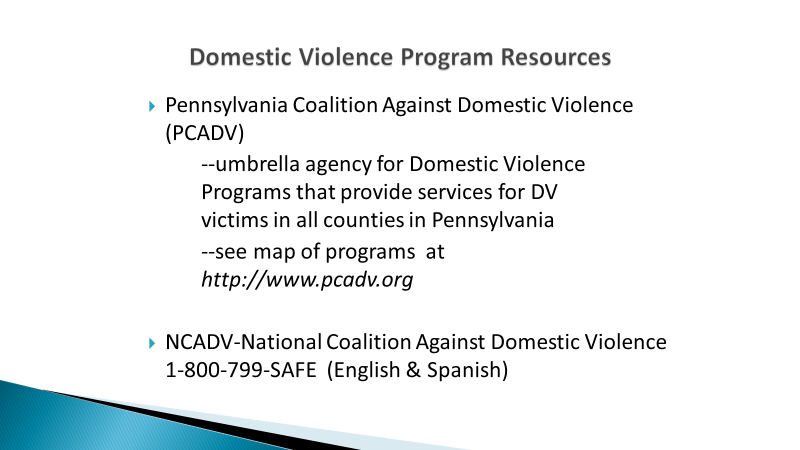 Domestic Violence Program Resources
Pennsylvania Coalition Against Domestic Violence
(PCADV)
--umbrella agency for Domestic Violence
Programs that provide services for DV
victims in all counties in Pennsylvania
--see map of programs at
http://www.pcadv.org
NCADV-National Coalition Against Domestic Violence
1-800-799-SAFE (English & Spanish)